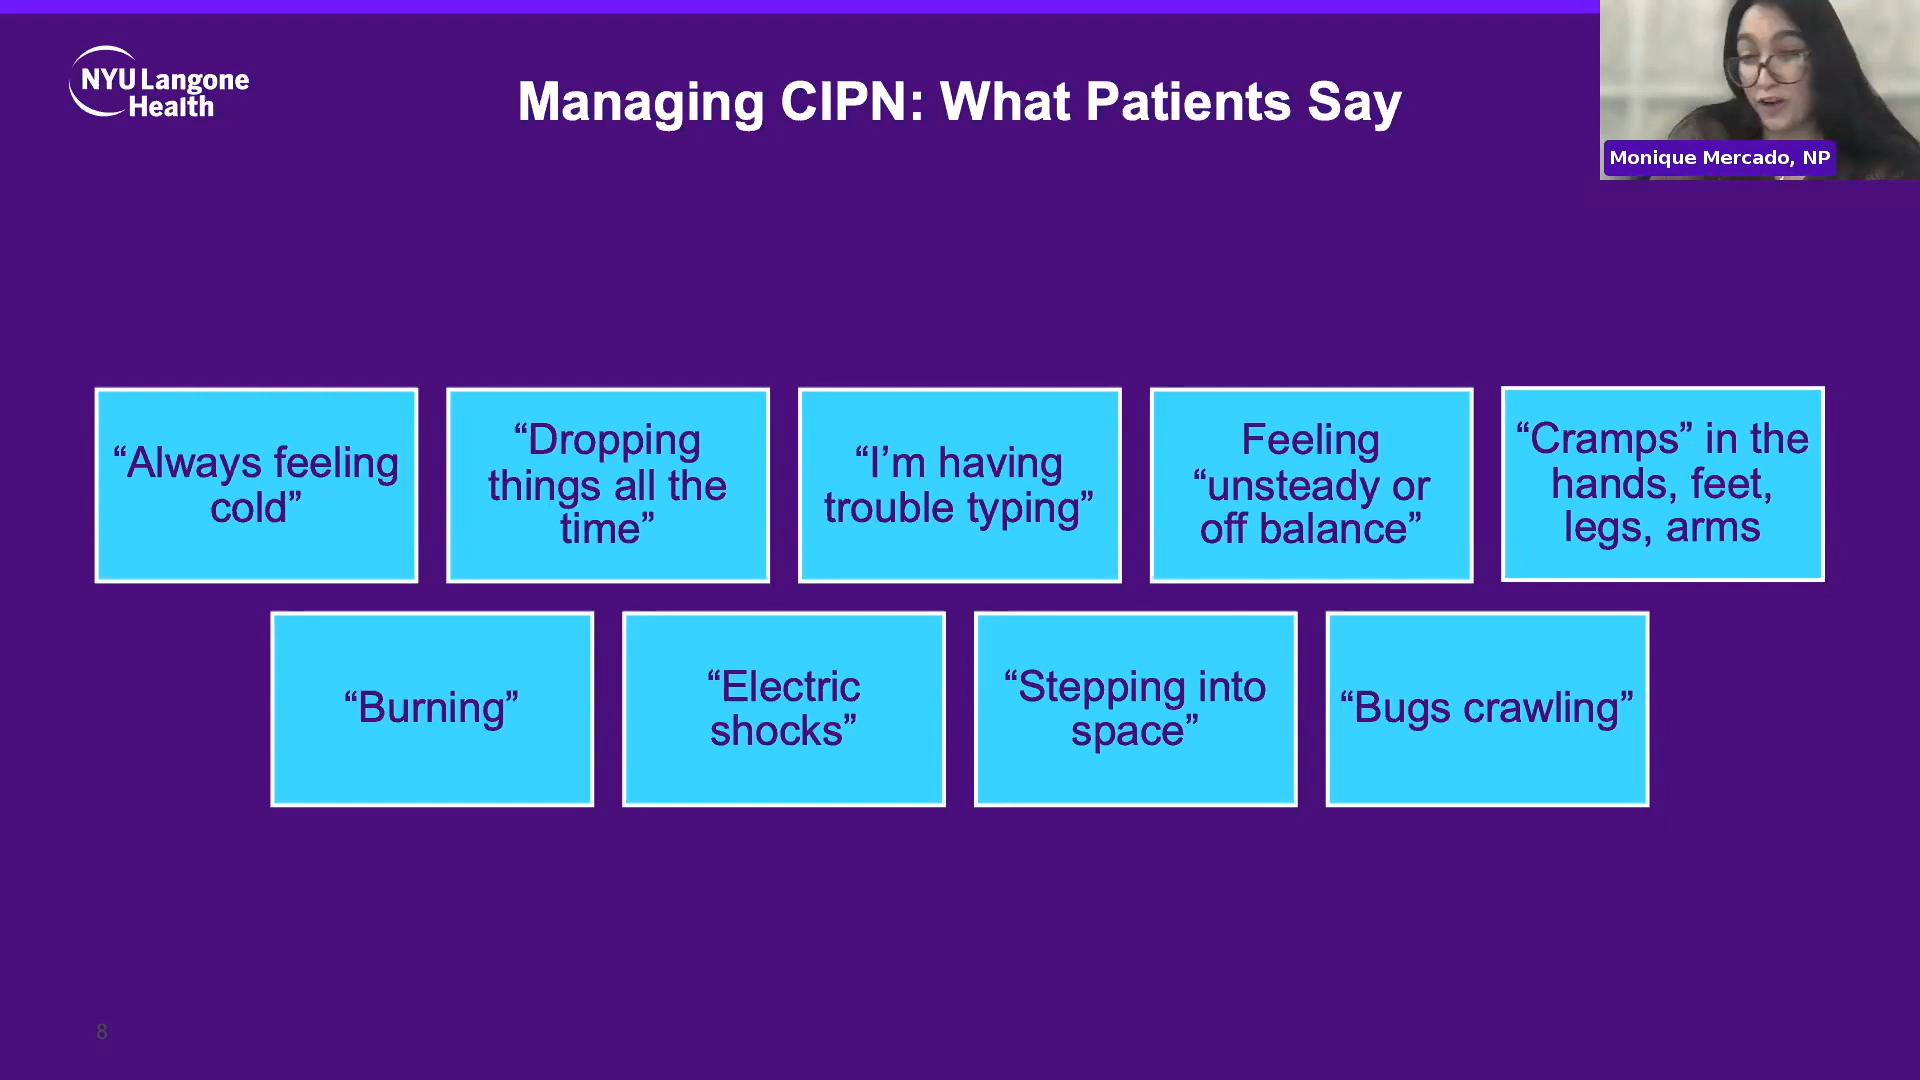 NYU Langone
Health
Managing CIPN: What Patients Say
Monique Mercado, NP
“Always feeling
cold”
“Dropping
things all the
time”
“I’m having
trouble typing”
Feeling
“unsteady or
off balance”
“Cramps” in the
hands, feet,
legs, arms
“Burning”
“Electric
shocks”
“Stepping into
space”
“Bugs crawling”
8